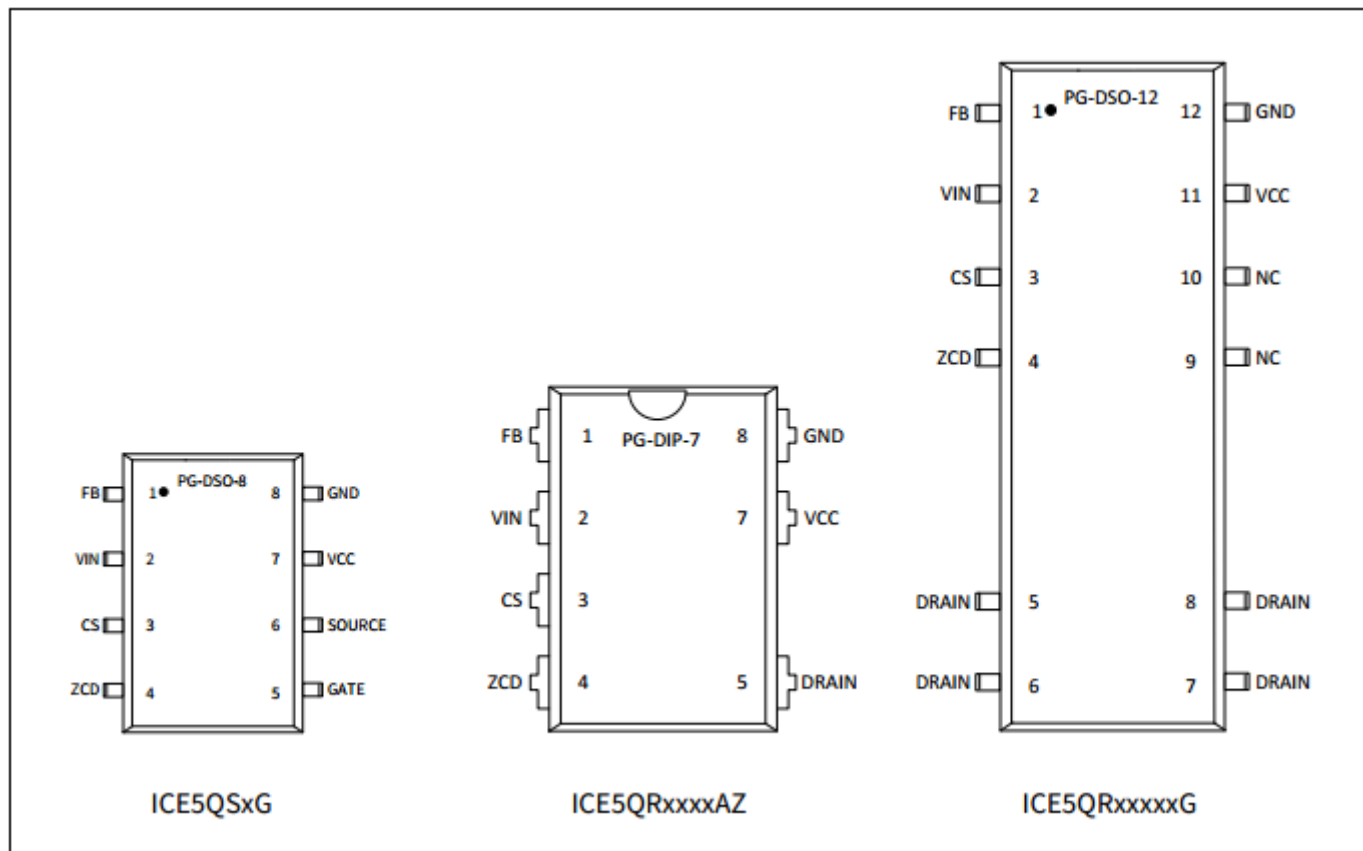 PG-DSO-8
FB 1 8 GND
VIN 2 7 VCC
CS 3 6 SOURCE
ZCD 4 5 GATE
ICE5QSxG
PG-DIP-7
FB 1 8 GND
VIN 2 7 VCC
CS 3
ZCD 4 5 DRAIN
ICE5QRxxxxAZ
PG-DSO-12
FB 1 12 GND
VIN 2 11 VCC
CS 3 10 NC
ZCD 4 9 NC
DRAIN 5 8 DRAIN
DRAIN 6 7 DRAIN
ICE5QRxxxxxG